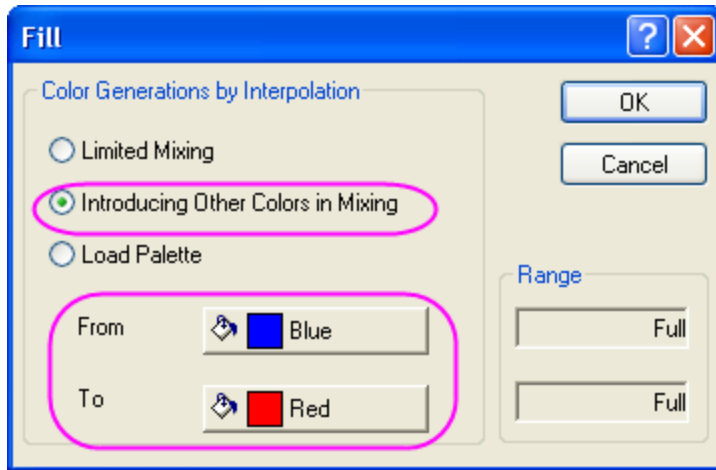 Fill
Color Generations by Interpolation
Limited Mixing
Introducing Other Colors in Mixing
Load Palette
From
Blue
To
Red
OK
Cancel
Range
Full
Full